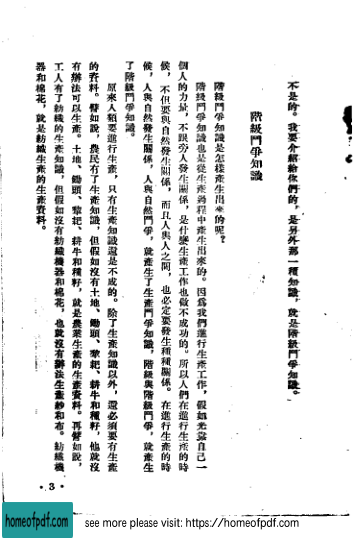 不是的。我要介紹給你們的，是另外那一種知識，就是階級鬥爭知識。
階級鬥爭知識
階級鬥爭知識是怎樣產生出來的呢？
階級鬥爭知識也是從生產過程中產生出來的。因爲我們進行生產工作，假如光靠自己一
個人的力量，不跟旁人發生關係，是什麼生產工作也做不成功的。所以人們在進行生產的時
候，不但要與自然發生關係，而且人與人之間，也必定要發生種種關係。在進行生產的時
候，人與自然發生關係，人與自然鬥爭，就產生了生產鬥爭知識，階級與階級鬥爭，就產生
了階級鬥爭知識。
原來人類要進行生產，只有生產知識還是不成的。除了生產知識以外，還必須要有生產
的資料。譬如說，農民有了生產知識，但假如沒有土地、鋤頭、犂耙、耕牛和種籽，他就沒
有辦法可以生產。土地、鋤頭、犂耙、耕牛和種籽，就是農業生產的生產資料。再譬如說，
工人有了紡織的生產知識，但假如沒有紡織機器和棉花，也就沒有辦法生產紗和布。紡織機
器和棉花，就是紡織生產的生產資料。
·3·
homeofpdf.com
see more please visit: https://homeofpdf.com